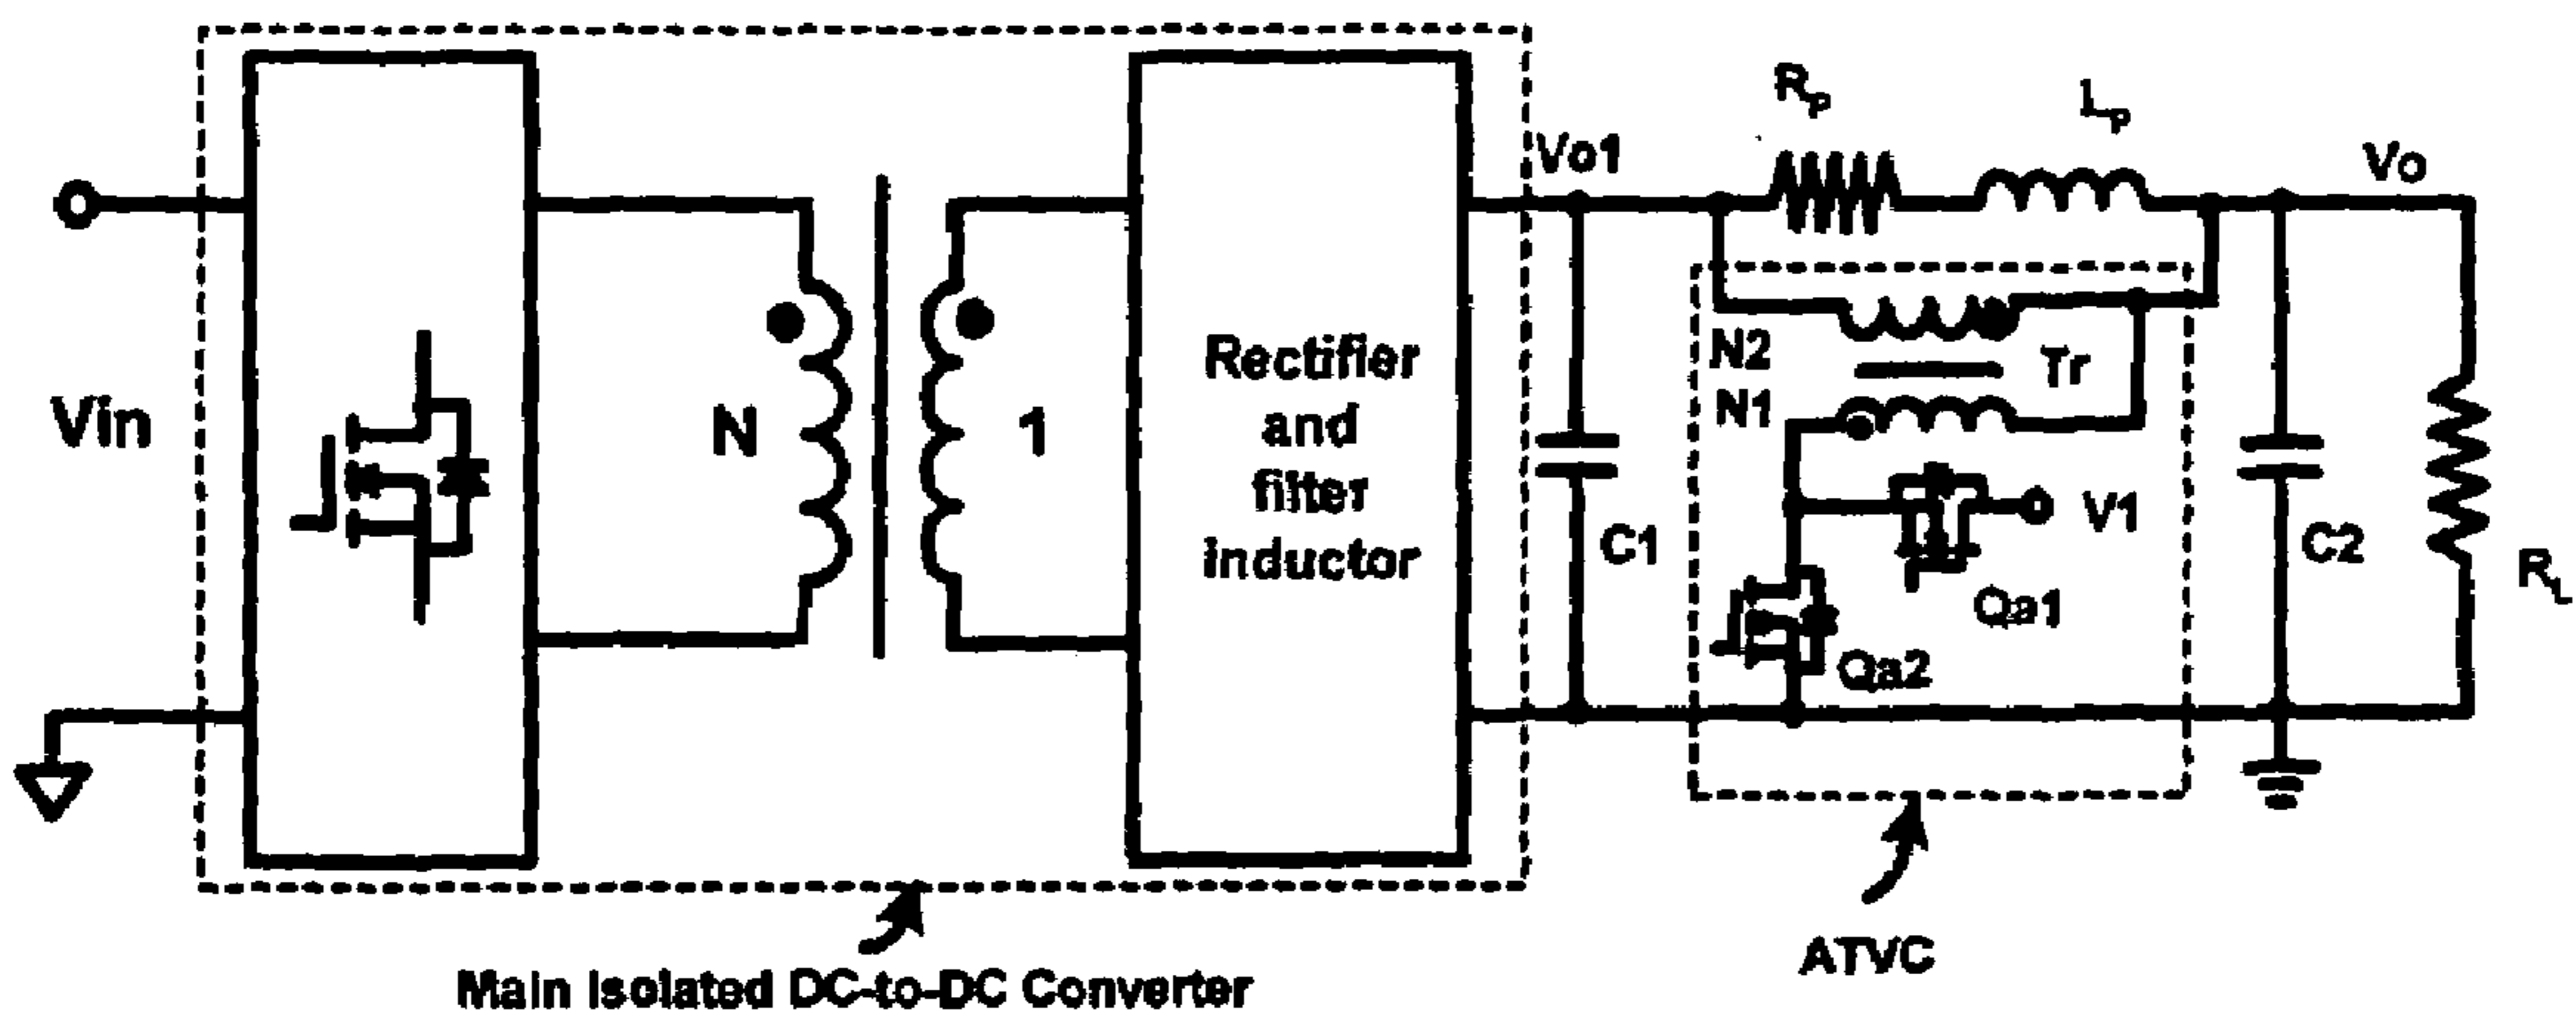 Rp
Lp
Vo1
Vo
Vin
N
1
Rectifier
and
filter
inductor
N2
Tr
N1
V1
C1
Qa1
C2
RL
Qa2
ATVC
Main Isolated DC-to-DC Converter